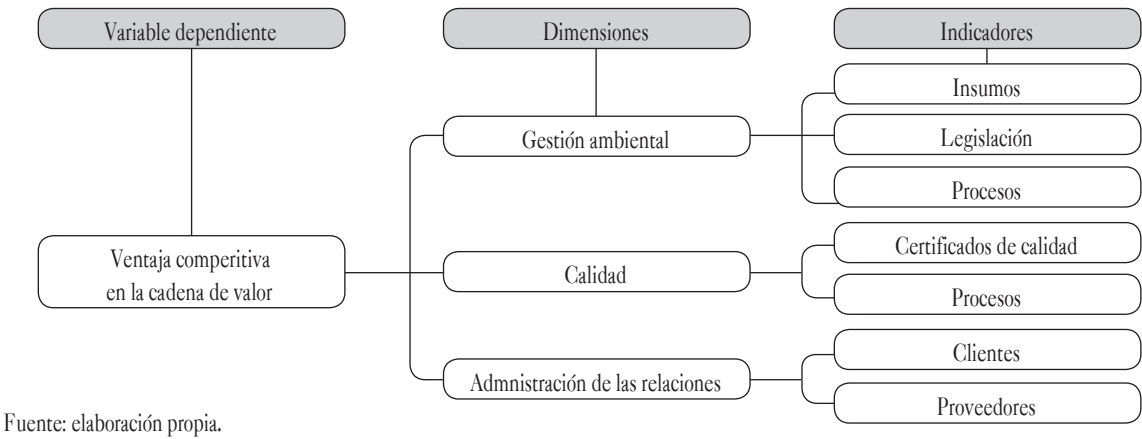 Variable dependiente
Dimensiones
Indicadores
Insumos
Gestión ambiental
Legislación
Procesos
Ventaja comperitiva
en la cadena de valor
Calidad
Certificados de calidad
Procesos
Admnistración de las relaciones
Clientes
Proveedores
Fuente: elaboración propia.